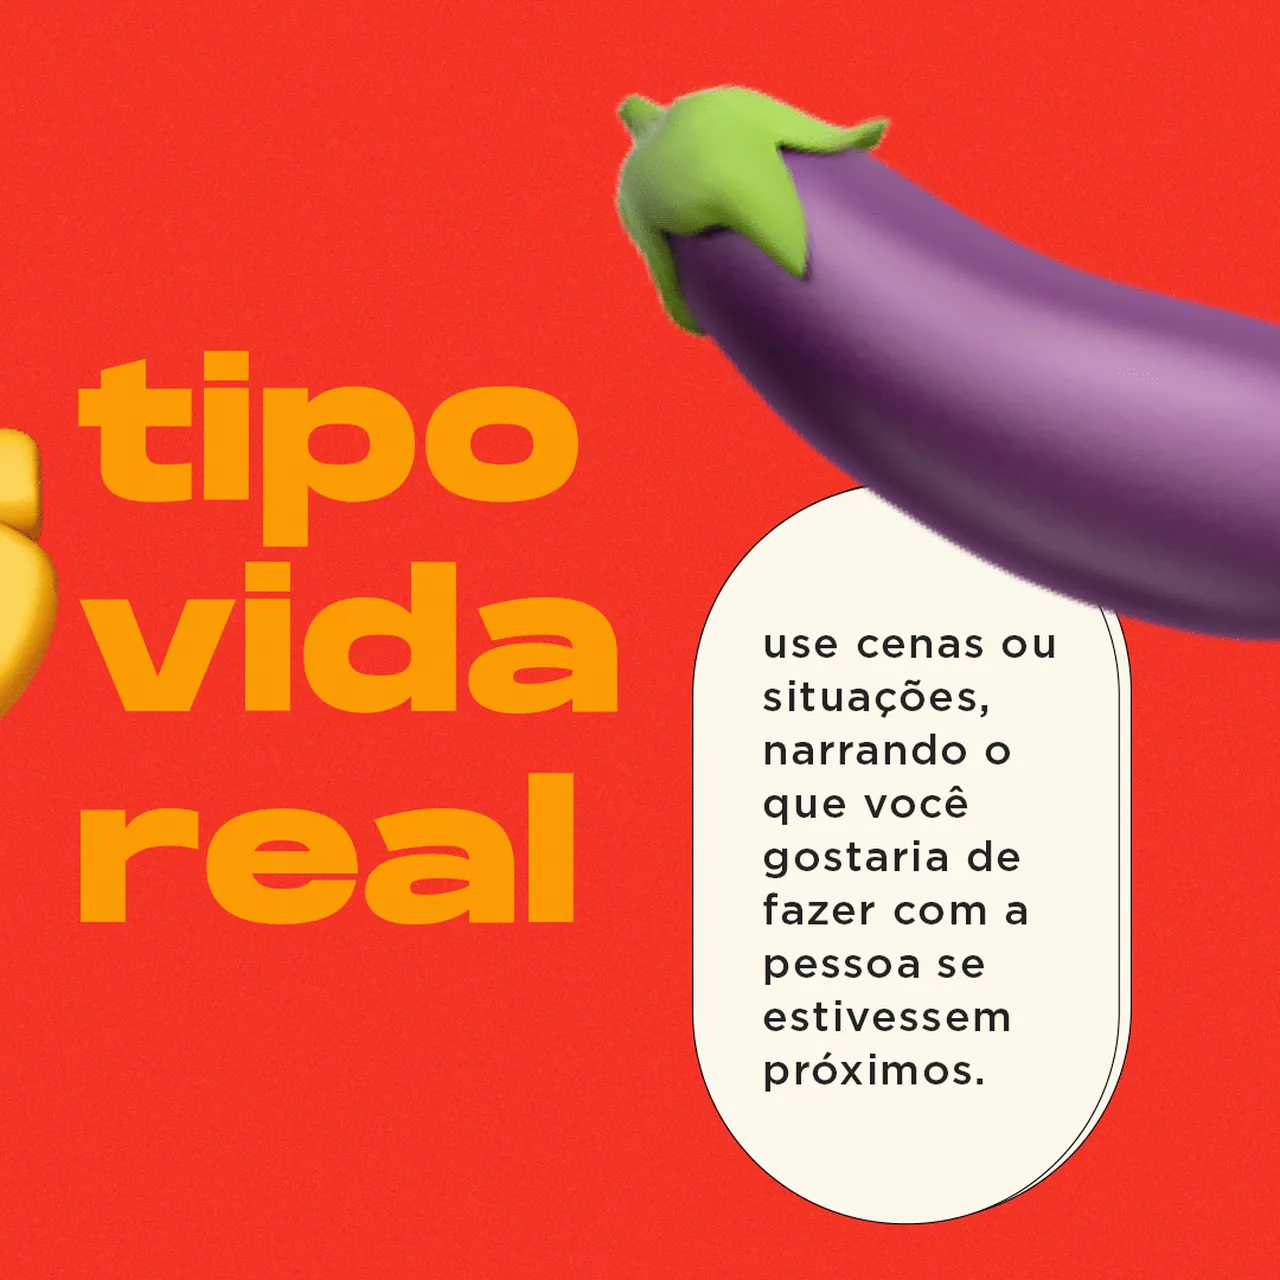 tipo
vida
real
use cenas ou
situações,
narrando o
que você
gostaria de
fazer com a
pessoa se
estivessem
próximos.